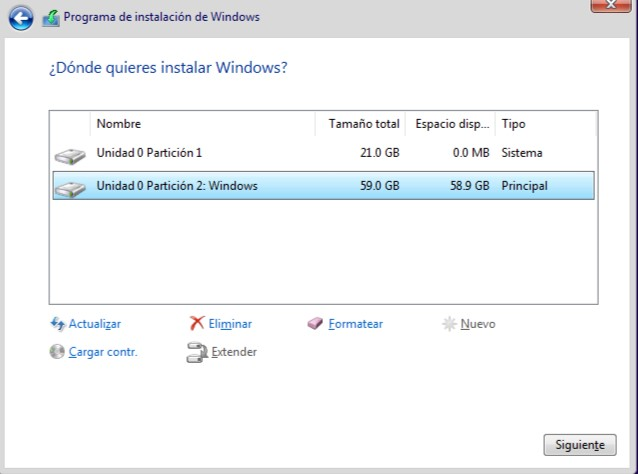 Programa de instalación de Windows
¿Dónde quieres instalar Windows?
Nombre Tamaño total Espacio disp... Tipo
Unidad 0 Partición 1 21.0 GB 0.0 MB Sistema
Unidad 0 Partición 2: Windows 59.0 GB 58.9 GB Principal
Actualizar Eliminar Formatear Nuevo
Cargar contr. Extender
Siguiente